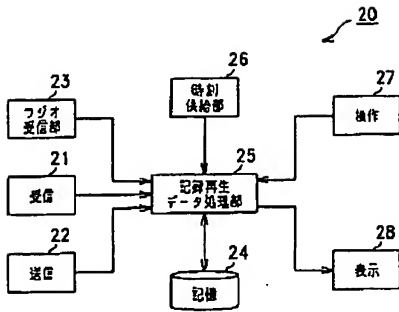 20
23
ラジオ
受信部
26
時刻
供給部
27
操作
21
受信
25
記録再生
データ処理部
22
送信
24
記憶
28
表示